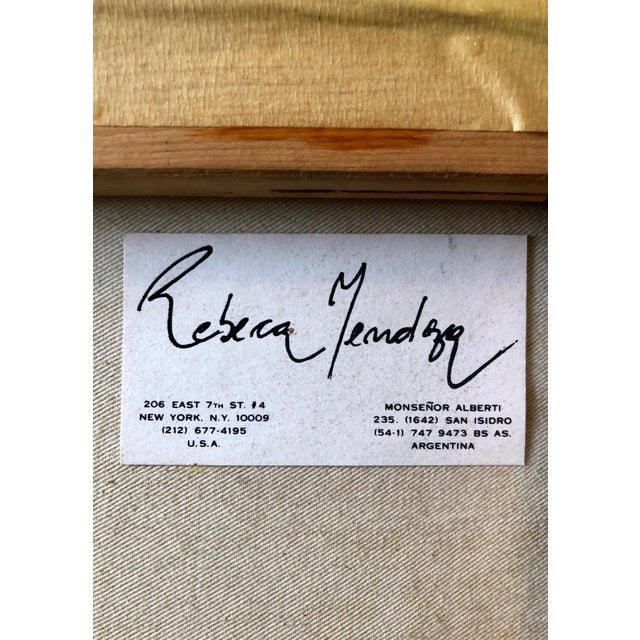 Rebeca Mendoza
206 EAST 7TH ST. #4
NEW YORK. N.Y. 10009
(212) 677-4195
U.S.A.
MONSEÑOR ALBERTI
235. (1642) SAN ISIDRO
(54-1) 747 9473 BS AS.
ARGENTINA